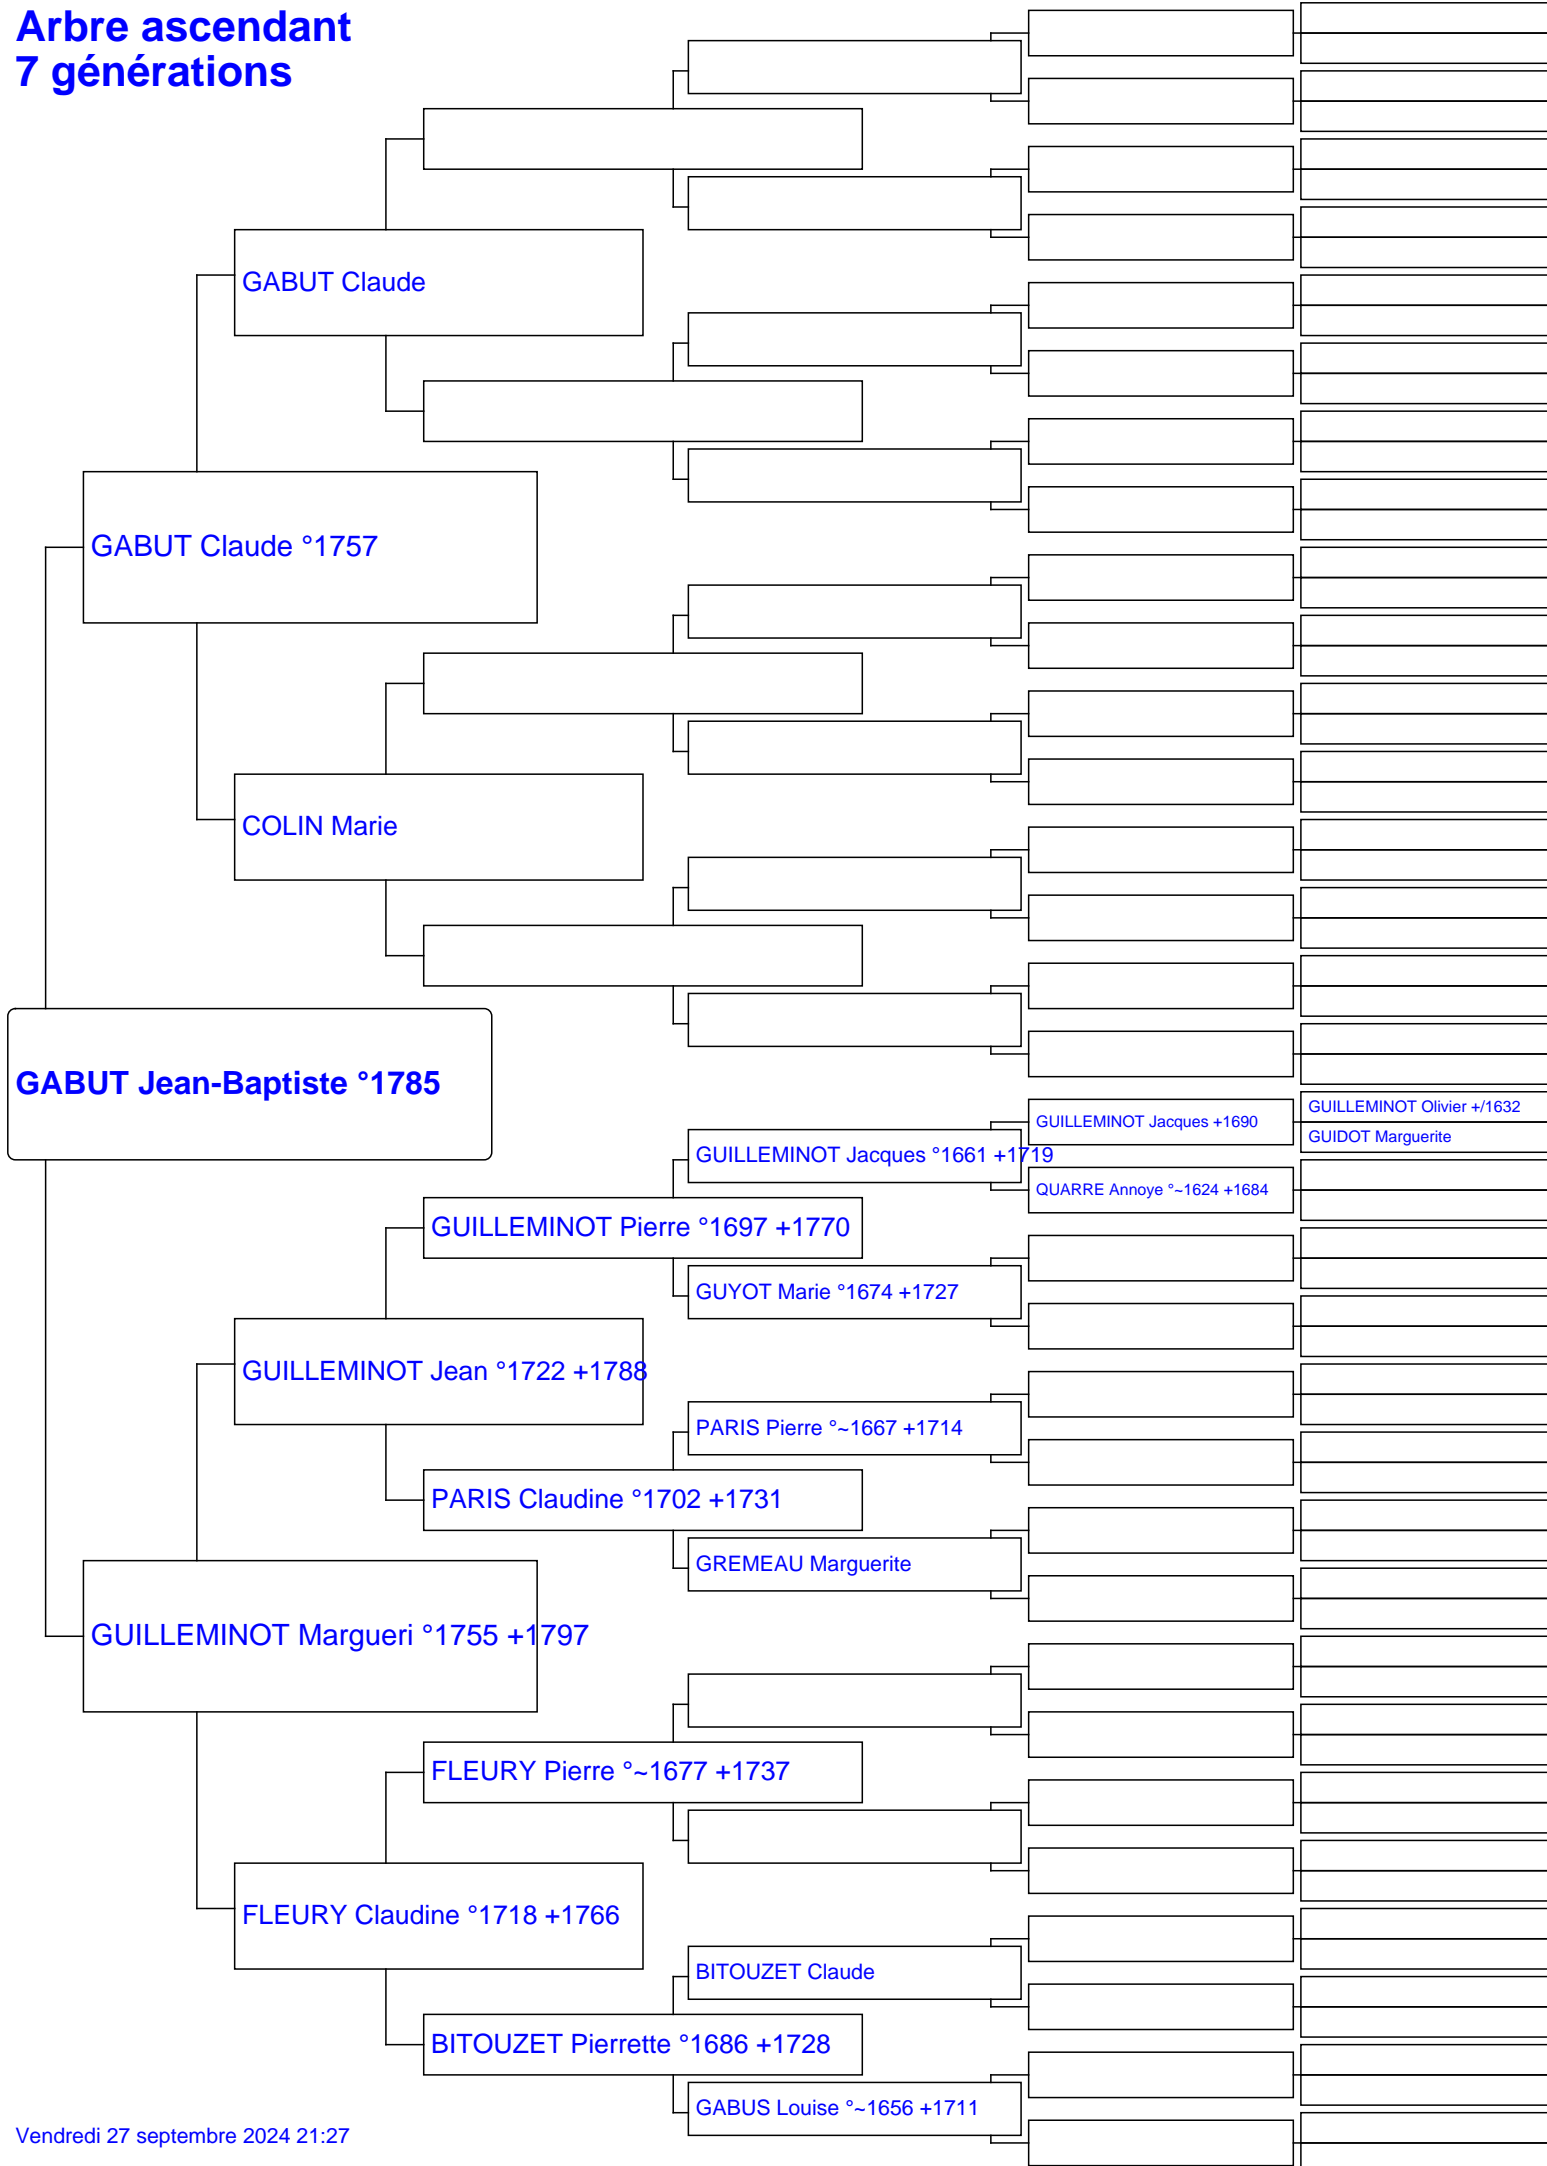 Arbre ascendant
7 générations
GABUT Claude
GABUT Claude °1757
COLIN Marie
GABUT Jean-Baptiste °1785
GUILLEMINOT Jacques +1690
GUILLEMINOT Olivier +/1632
GUIDOT Marguerite
GUILLEMINOT Jacques °1661 +1719
QUARRE Annoye °~1624 +1684
GUILLEMINOT Pierre °1697 +1770
GUYOT Marie °1674 +1727
GUILLEMINOT Jean °1722 +1788
PARIS Pierre °~1667 +1714
PARIS Claudine °1702 +1731
GREMEAU Marguerite
GUILLEMINOT Margueri °1755 +1797
FLEURY Pierre °~1677 +1737
FLEURY Claudine °1718 +1766
BITOUZET Claude
BITOUZET Pierrette °1686 +1728
GABUS Louise °~1656 +1711
Vendredi 27 septembre 2024 21:27